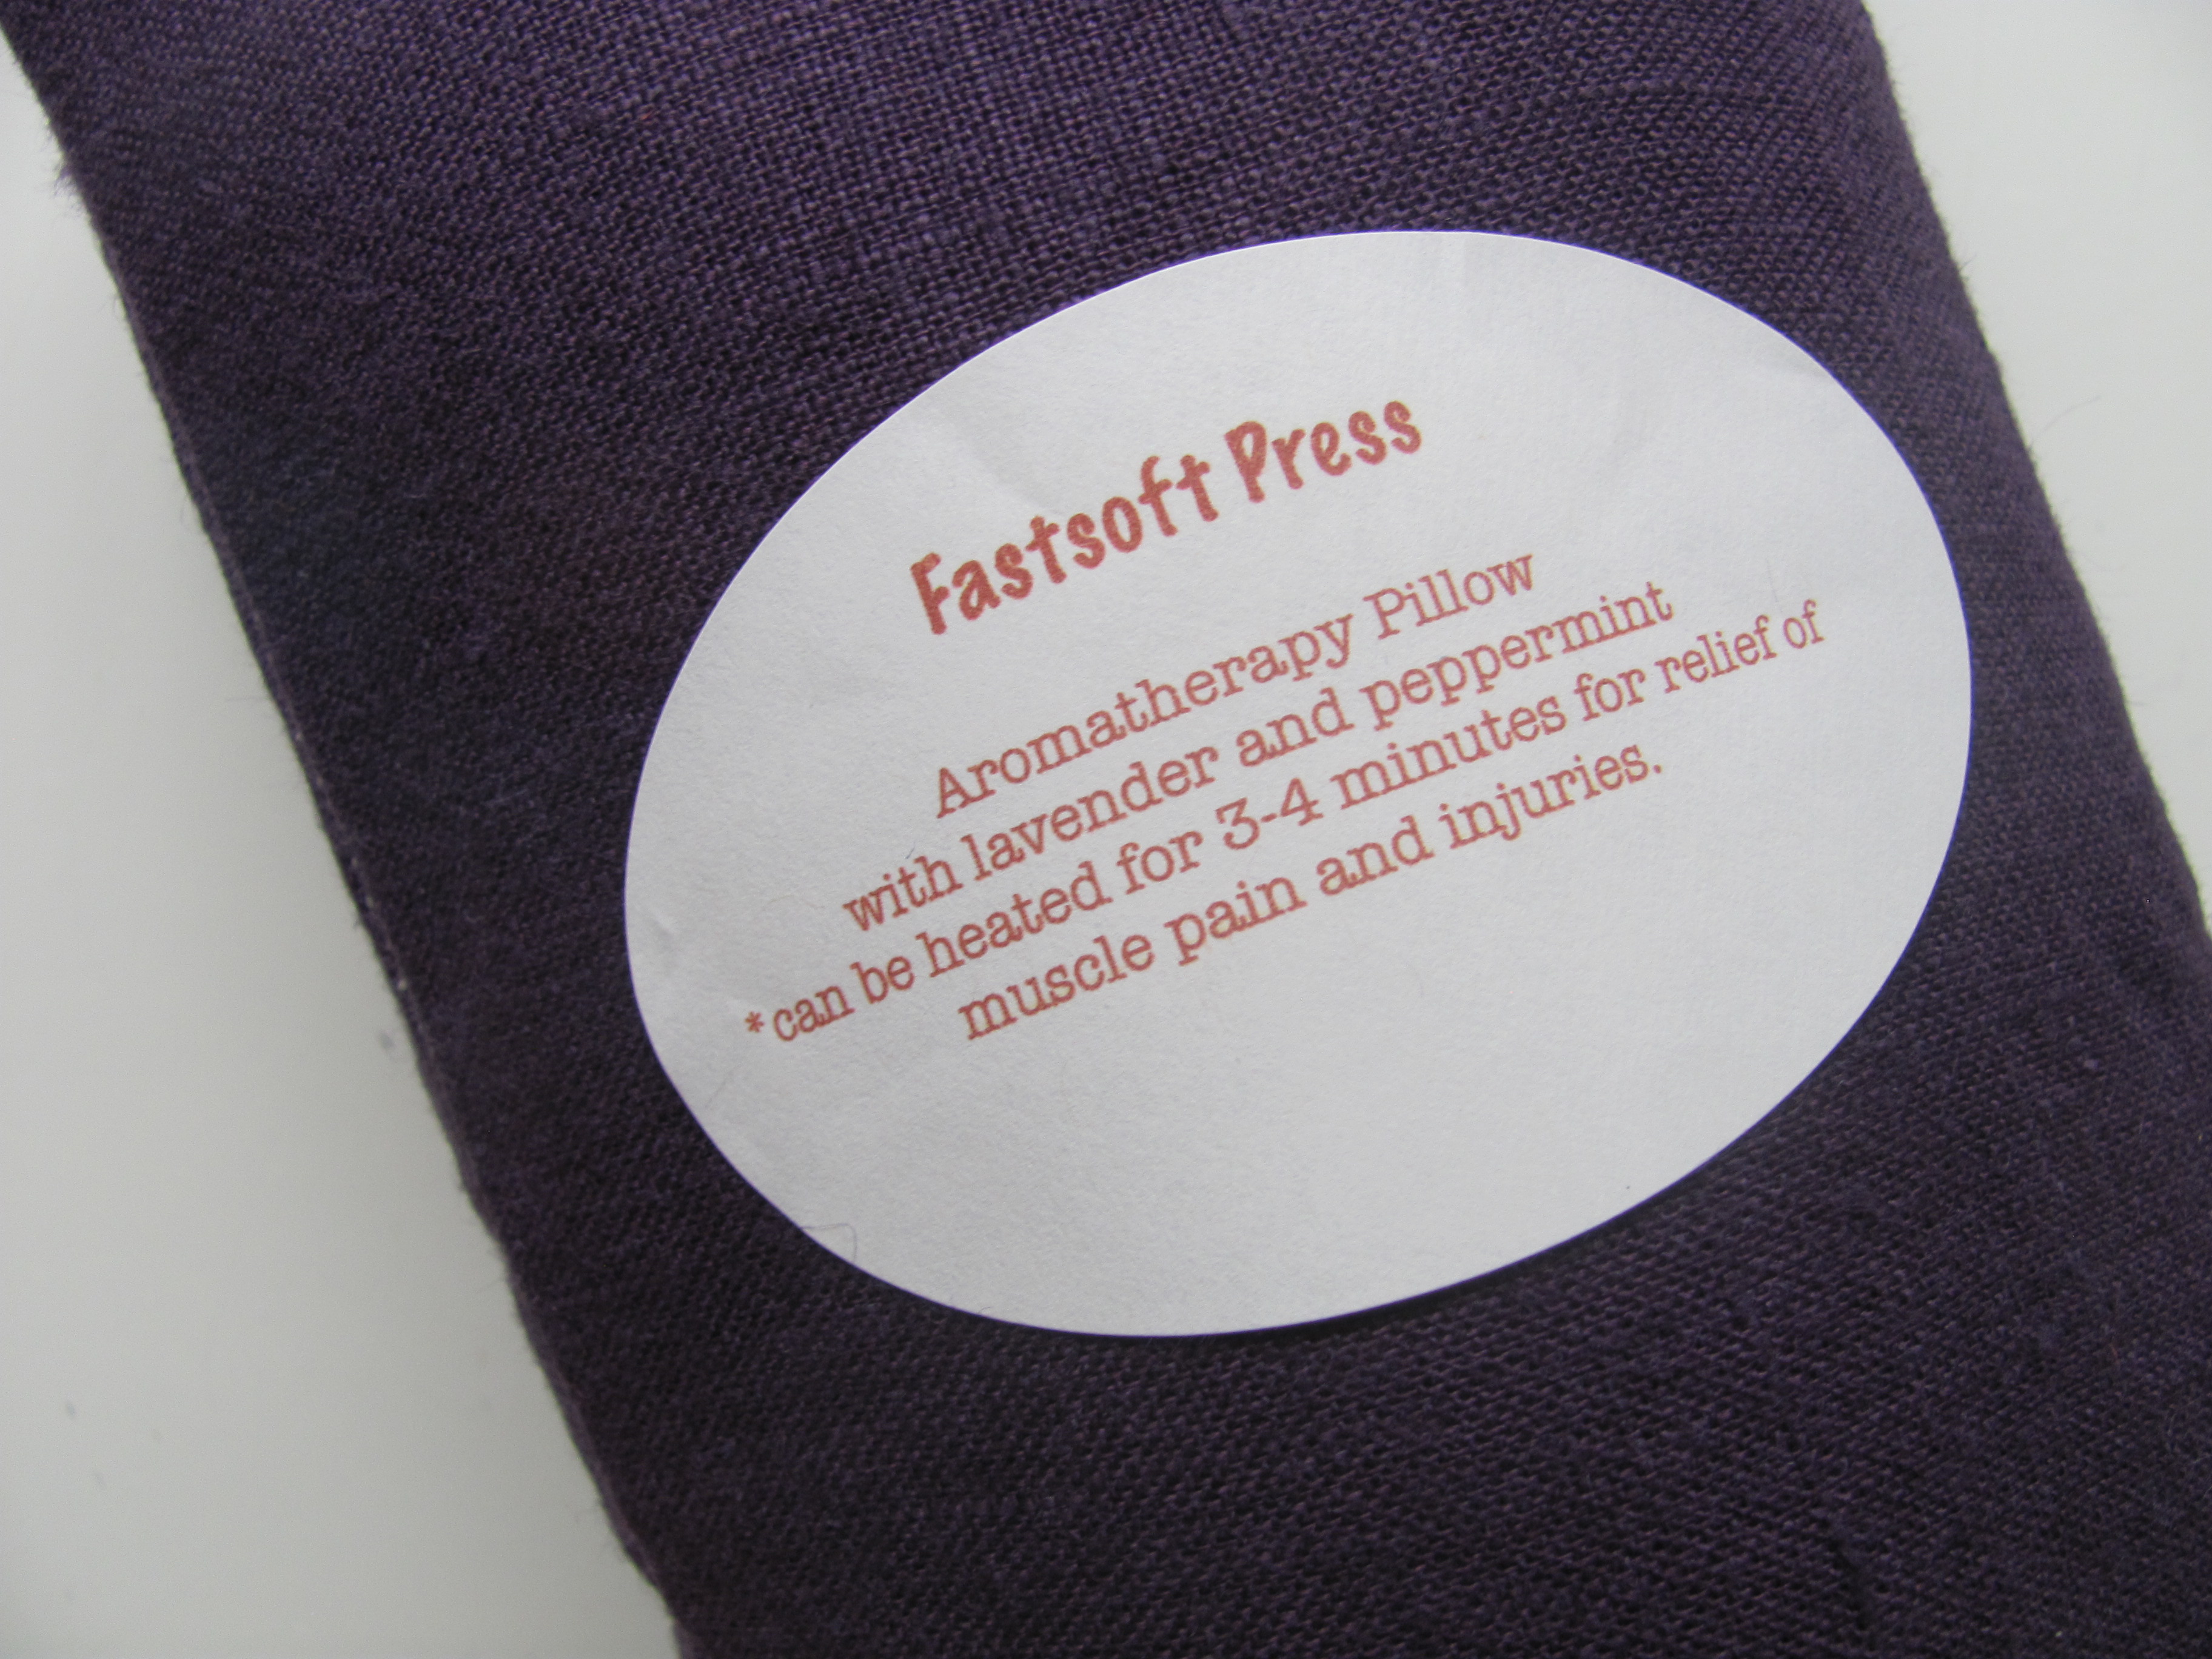 Fastsoft Press
Aromatherapy Pillow
with lavender and peppermint
*can be heated for 3-4 minutes for relief of
muscle pain and injuries.